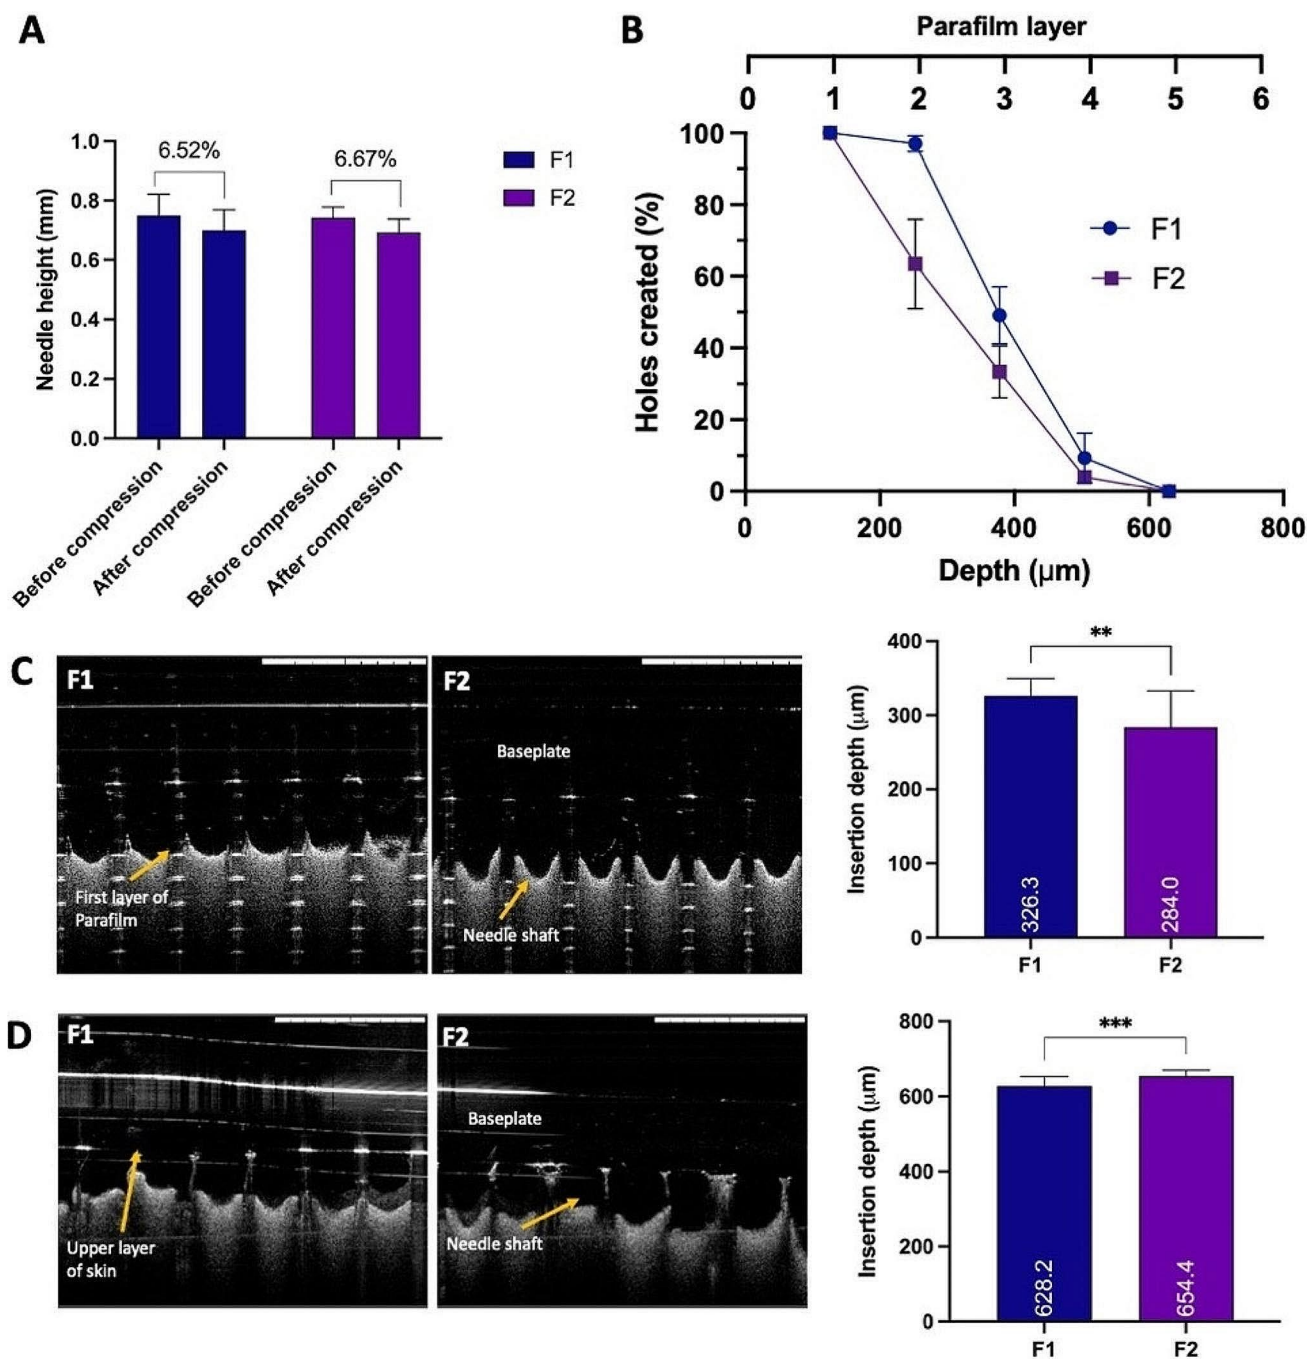 A
1.0
0.8
0.6
0.4
0.2
0.0
Needle height (mm)
6.52%
6.67%
Before compression
After compression
Before compression
After compression
F1
F2
B
Parafilm layer
0 1 2 3 4 5 6
100
80
60
40
20
0
Holes created (%)
F1
F2
0 200 400 600 800
Depth (µm)
C
F1
First layer of
Parafilm
F2
Baseplate
Needle shaft
400
300
200
100
0
Insertion depth (µm)
**
326.3
284.0
F1 F2
D
F1
Upper layer
of skin
F2
Baseplate
Needle shaft
800
600
400
200
0
Insertion depth (µm)
***
628.2
654.4
F1 F2